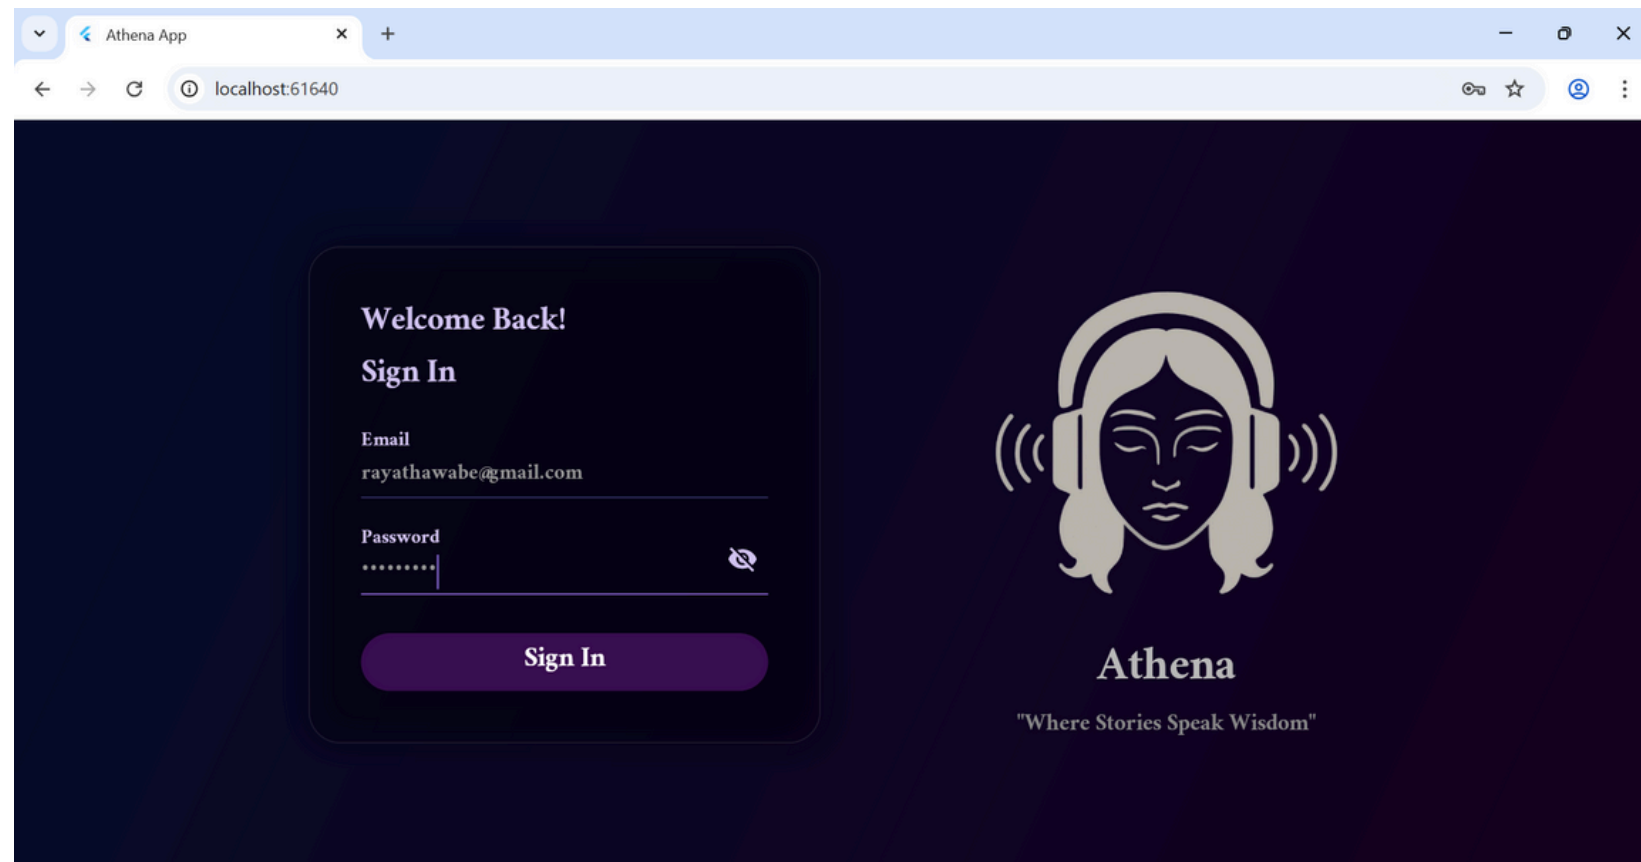 Athena App
localhost:61640
Welcome Back!
Sign In
Email
rayathawabe@gmail.com
Password
•••••••••
Sign In
Athena
"Where Stories Speak Wisdom"